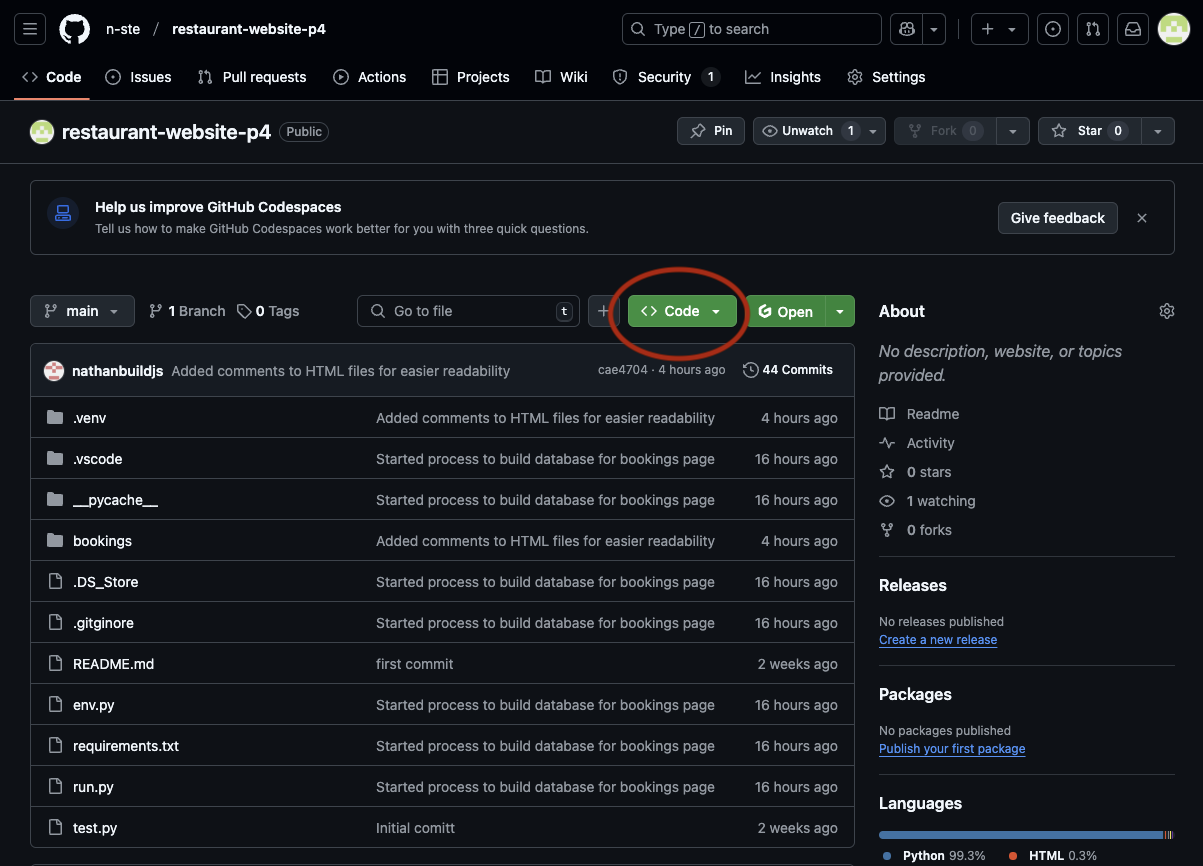 n-ste / restaurant-website-p4
Type / to search
Code Issues Pull requests Actions Projects Wiki Security 1 Insights Settings
restaurant-website-p4 Public
Pin Unwatch 1 Fork 0 Star 0
Help us improve GitHub Codespaces
Tell us how to make GitHub Codespaces work better for you with three quick questions.
Give feedback
main 1 Branch 0 Tags Go to file t Code Open
nathanbuildjs Added comments to HTML files for easier readability cae4704 · 4 hours ago 44 Commits
.venv Added comments to HTML files for easier readability 4 hours ago
.vscode Started process to build database for bookings page 16 hours ago
__pycache__ Started process to build database for bookings page 16 hours ago
bookings Added comments to HTML files for easier readability 4 hours ago
.DS_Store Started process to build database for bookings page 16 hours ago
.gitginore Started process to build database for bookings page 16 hours ago
README.md first commit 2 weeks ago
env.py Started process to build database for bookings page 16 hours ago
requirements.txt Started process to build database for bookings page 16 hours ago
run.py Started process to build database for bookings page 16 hours ago
test.py Initial comitt 2 weeks ago
About
No description, website, or topics
provided.
Readme
Activity
0 stars
1 watching
0 forks
Releases
No releases published
Create a new release
Packages
No packages published
Publish your first package
Languages
Python 99.3% HTML 0.3%